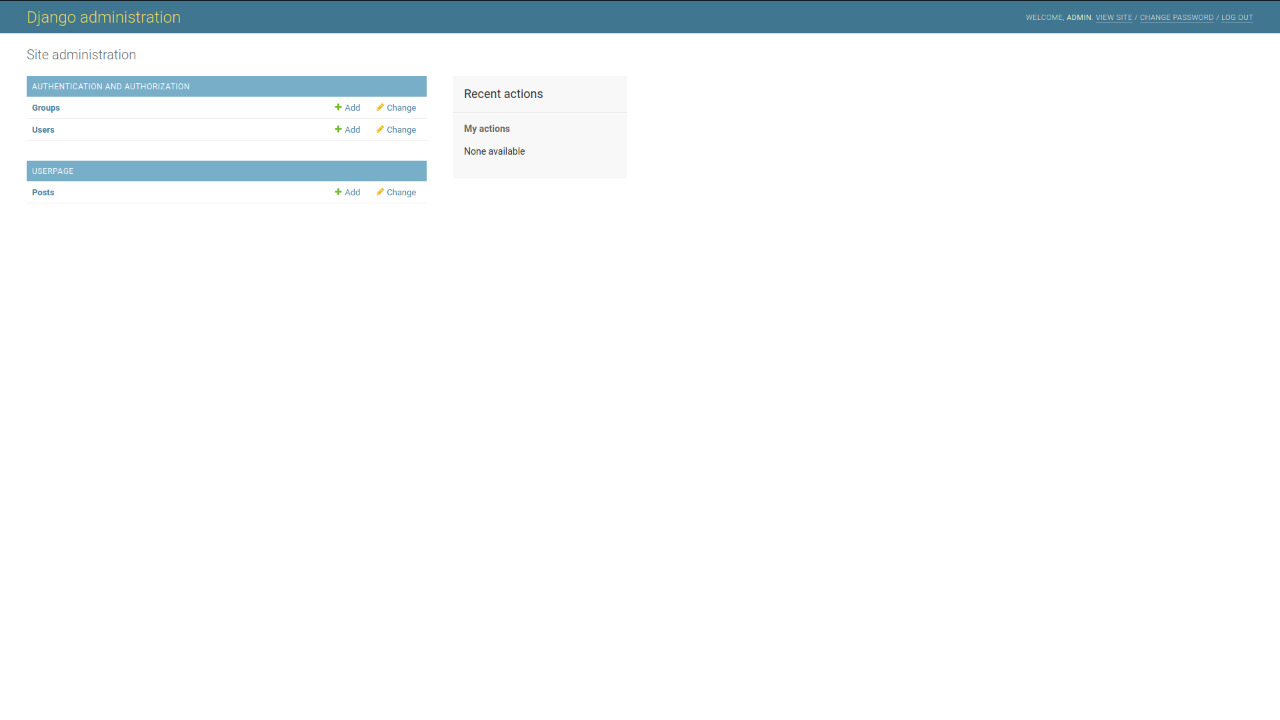 Django administration
WELCOME, ADMIN. VIEW SITE / CHANGE PASSWORD / LOG OUT
Site administration
AUTHENTICATION AND AUTHORIZATION
Groups Add Change
Users Add Change
USERPAGE
Posts Add Change
Recent actions
My actions
None available